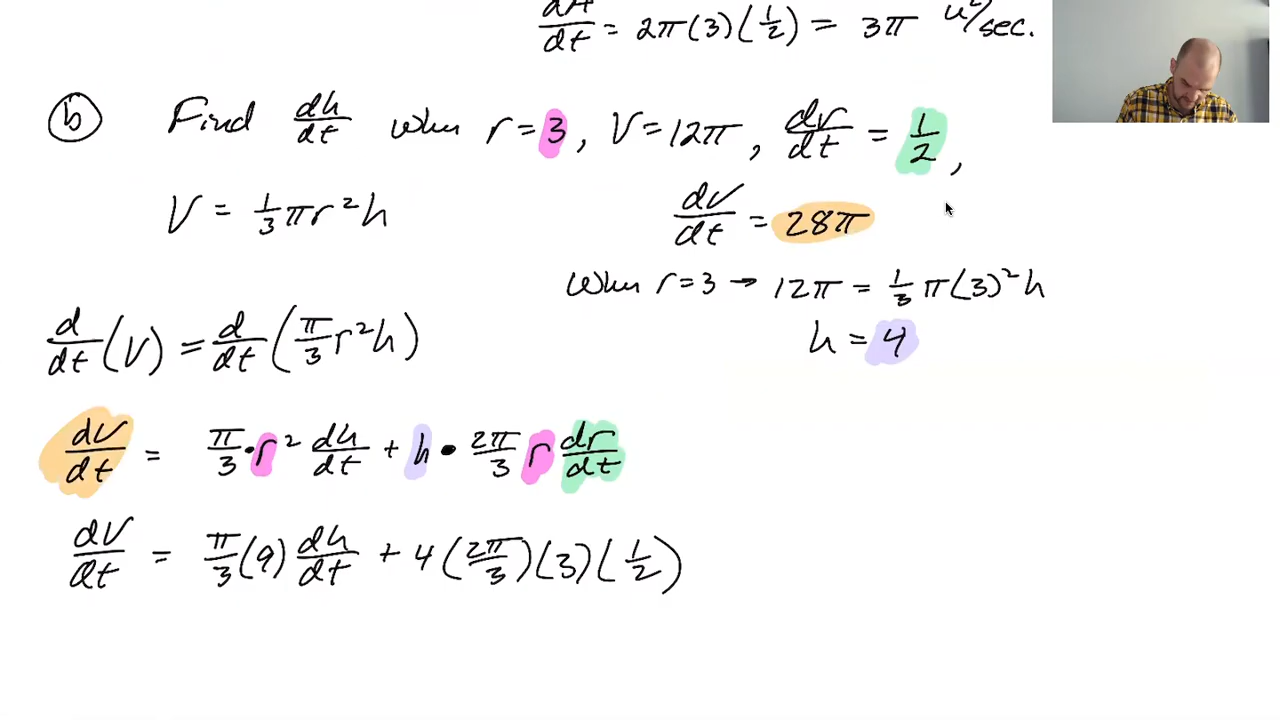 dA/dt = 2π(3)(1/2) = 3π u²/sec.
(b) Find dh/dt when r = 3, V = 12π, dr/dt = 1/2,
V = 1/3 πr²h
dV/dt = 28π
When r = 3 → 12π = 1/3 π(3)²h
h = 4
d/dt (V) = d/dt (π/3 r²h)
dV/dt = π/3 · r² dh/dt + h · 2π/3 r dr/dt
dV/dt = π/3 (9) dh/dt + 4 (2π/3)(3)(1/2)